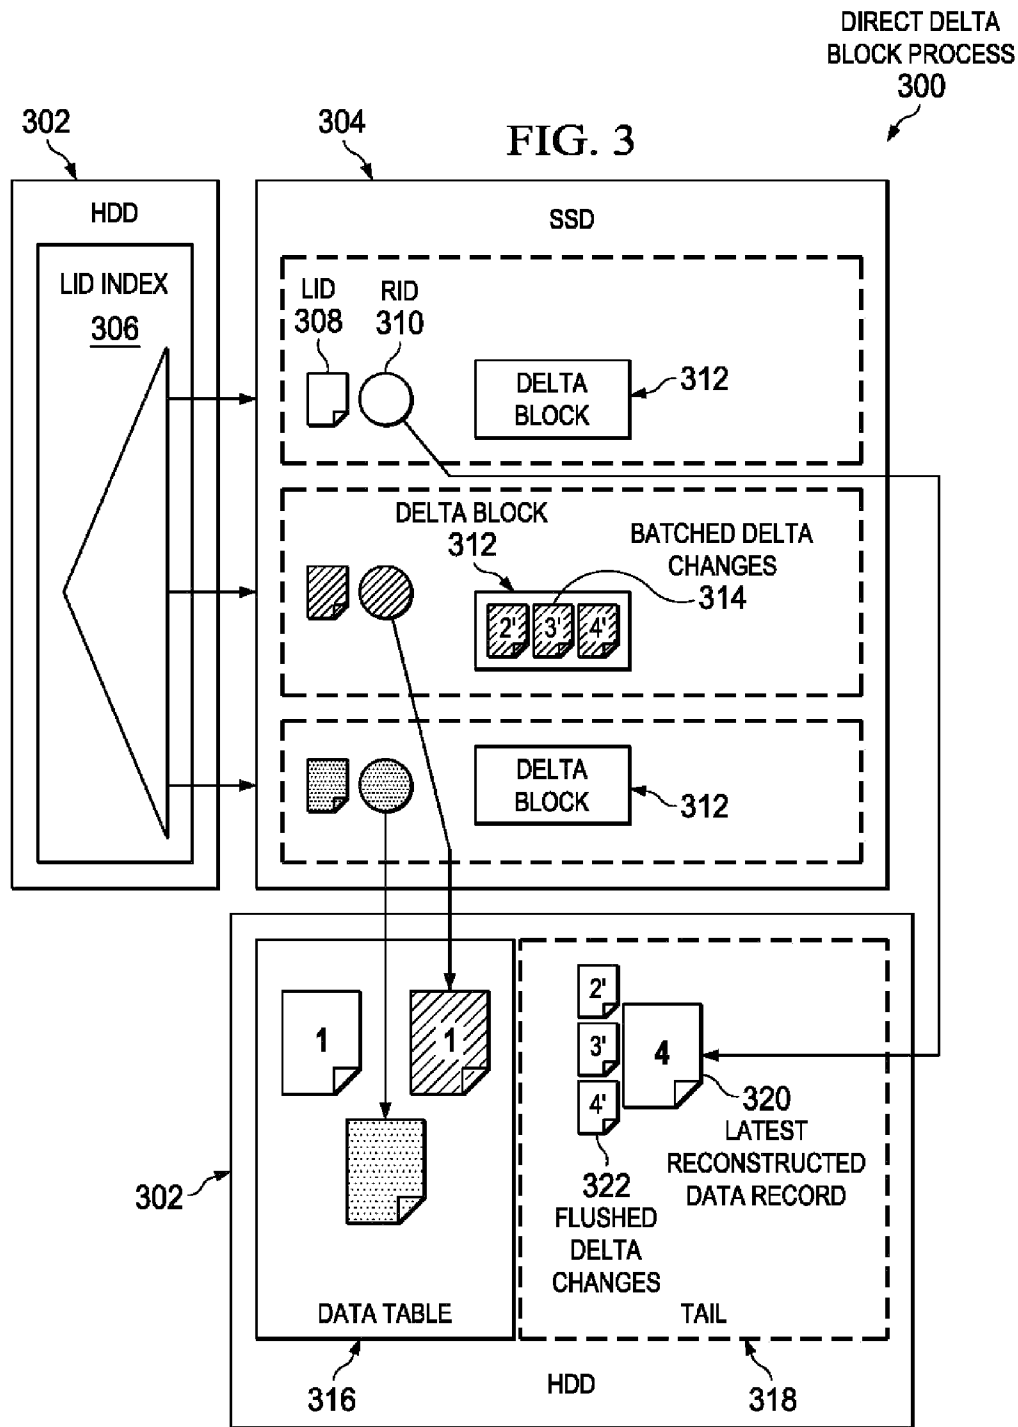 DIRECT DELTA
BLOCK PROCESS
300
302
304
FIG. 3
HDD
SSD
LID INDEX
306
LID
308
RID
310
DELTA
BLOCK
312
DELTA BLOCK
312
BATCHED DELTA
CHANGES
314
2' 3' 4'
DELTA
BLOCK
312
1
1
2'
3'
4'
4
320
LATEST
RECONSTRUCTED
DATA RECORD
322
FLUSHED
DELTA
CHANGES
302
DATA TABLE
TAIL
316
HDD
318